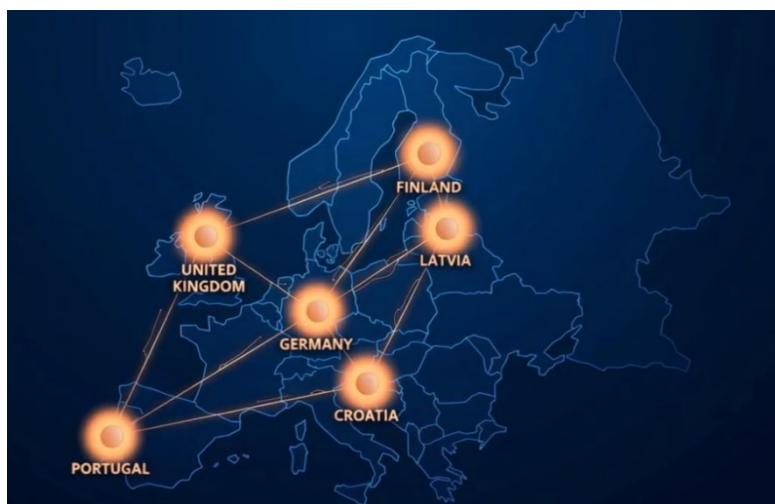 FINLAND
LATVIA
UNITED
KINGDOM
GERMANY
CROATIA
PORTUGAL